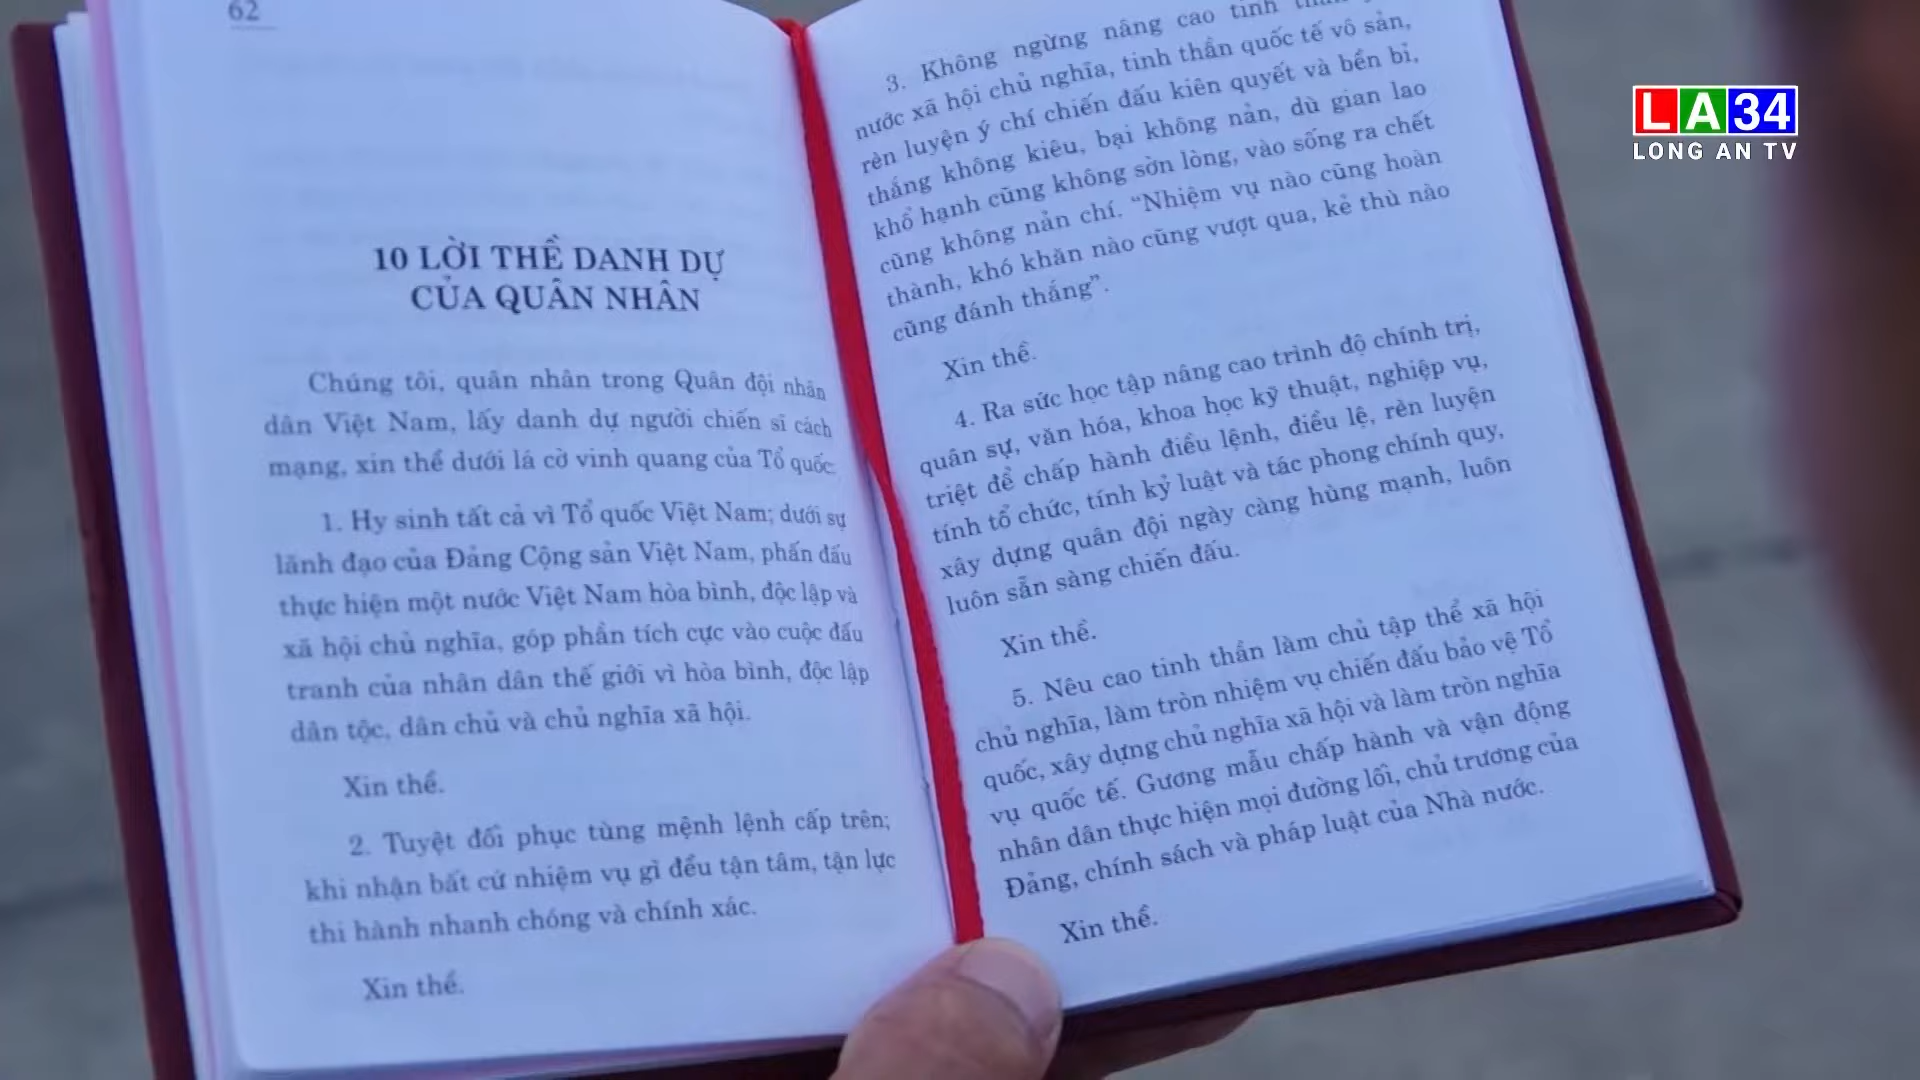 62
10 LỜI THỀ DANH DỰ
CỦA QUÂN NHÂN
Chúng tôi, quân nhân trong Quân đội nhân
dân Việt Nam, lấy danh dự người chiến sĩ cách
mạng, xin thề dưới lá cờ vinh quang của Tổ quốc:
1. Hy sinh tất cả vì Tổ quốc Việt Nam; dưới sự
lãnh đạo của Đảng Cộng sản Việt Nam, phấn đấu
thực hiện một nước Việt Nam hòa bình, độc lập và
xã hội chủ nghĩa, góp phần tích cực vào cuộc đấu
tranh của nhân dân thế giới vì hòa bình, độc lập
dân tộc, dân chủ và chủ nghĩa xã hội.
Xin thề.
2. Tuyệt đối phục tùng mệnh lệnh cấp trên;
khi nhận bất cứ nhiệm vụ gì đều tận tâm, tận lực
thi hành nhanh chóng và chính xác.
Xin thề.
3. Không ngừng nâng cao tinh
nước xã hội chủ nghĩa, tinh thần quốc tế vô sản,
rèn luyện ý chí chiến đấu kiên quyết và bền bỉ,
thắng không kiêu, bại không nản, dù gian lao
khổ hạnh cũng không sờn lòng, vào sống ra chết
cũng không nản chí. “Nhiệm vụ nào cũng hoàn
thành, khó khăn nào cũng vượt qua, kẻ thù nào
cũng đánh thắng”.
Xin thề.
4. Ra sức học tập nâng cao trình độ chính trị,
quân sự, văn hóa, khoa học kỹ thuật, nghiệp vụ,
triệt để chấp hành điều lệnh, điều lệ, rèn luyện
tính tổ chức, tính kỷ luật và tác phong chính quy,
xây dựng quân đội ngày càng hùng mạnh, luôn
luôn sẵn sàng chiến đấu.
Xin thề.
5. Nêu cao tinh thần làm chủ tập thể xã hội
chủ nghĩa, làm tròn nhiệm vụ chiến đấu bảo vệ Tổ
quốc, xây dựng chủ nghĩa xã hội và làm tròn nghĩa
vụ quốc tế. Gương mẫu chấp hành và vận động
nhân dân thực hiện mọi đường lối, chủ trương của
Đảng, chính sách và pháp luật của Nhà nước.
Xin thề.
LA34
LONG AN TV